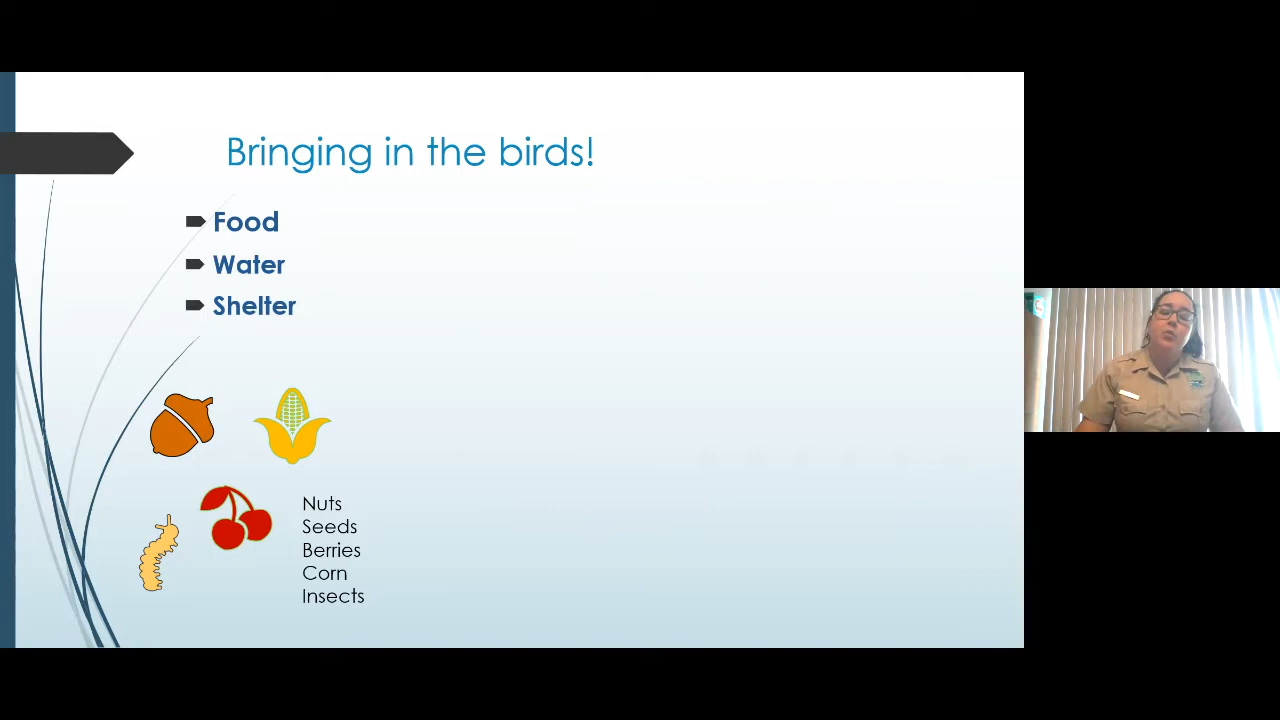 Bringing in the birds!
Food
Water
Shelter
Nuts
Seeds
Berries
Corn
Insects